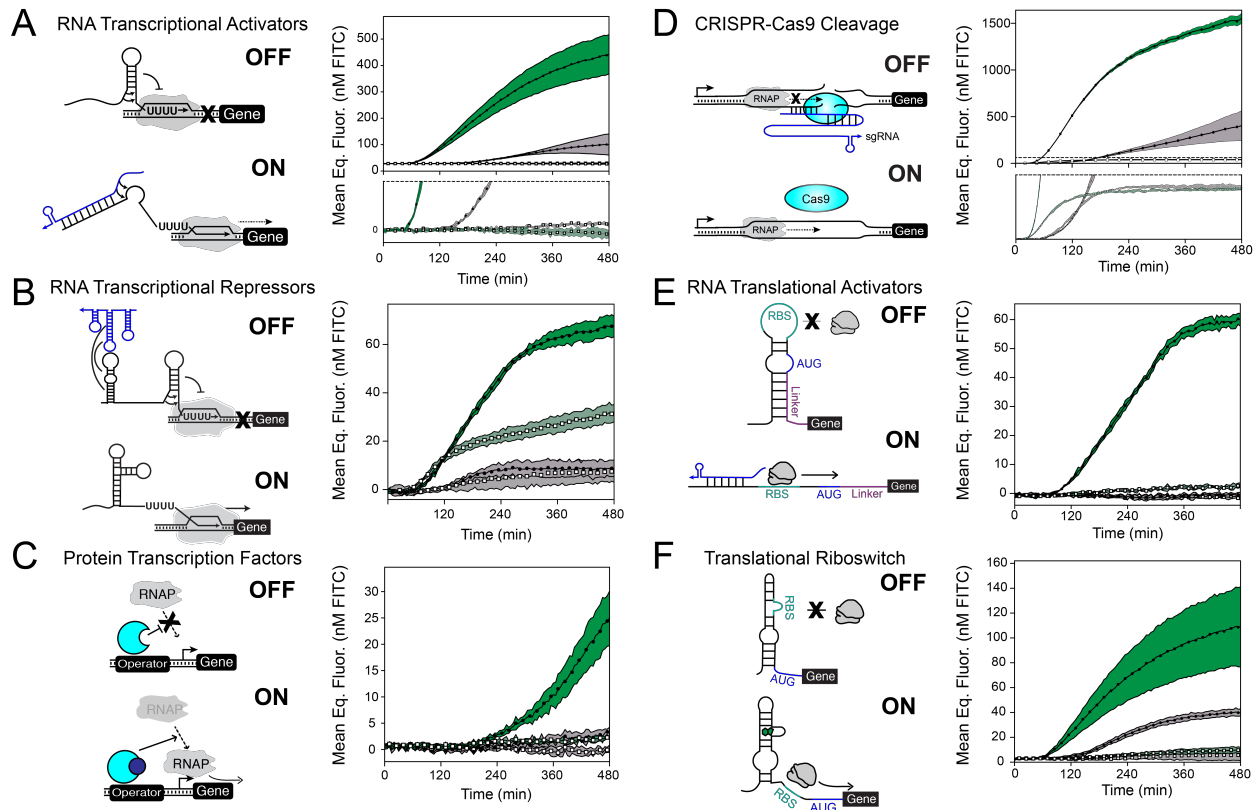 A
RNA Transcriptional Activators
OFF
UUUU
X
Gene
ON
UUUU
Gene
Mean Eq. Fluor. (nM FITC)
500
400
300
200
100
0
0
0 120 240 360 480
Time (min)
B
RNA Transcriptional Repressors
OFF
UUUU
X
Gene
ON
UUUU
Gene
Mean Eq. Fluor. (nM FITC)
60
40
20
0
0 120 240 360 480
Time (min)
C
Protein Transcription Factors
RNAP
OFF
X
Operator
Gene
RNAP
ON
RNAP
Operator
Gene
Mean Eq. Fluor. (nM FITC)
30
25
20
15
10
5
0
0 120 240 360 480
Time (min)
D
CRISPR-Cas9 Cleavage
OFF
RNAP
X
Gene
sgRNA
ON
Cas9
RNAP
Gene
Mean Eq. Fluor. (nM FITC)
1500
1000
500
0
0
0 120 240 360 480
Time (min)
E
RNA Translational Activators
RBS
X
OFF
AUG
Linker
Gene
ON
RBS
AUG
Linker
Gene
Mean Eq. Fluor. (nM FITC)
60
50
40
30
20
10
0
0 120 240 360
Time (min)
F
Translational Riboswitch
OFF
RBS
X
AUG
Gene
ON
RBS
AUG
Gene
Mean Eq. Fluor. (nM FITC)
160
140
120
100
80
60
40
20
0
0 120 240 360 480
Time (min)